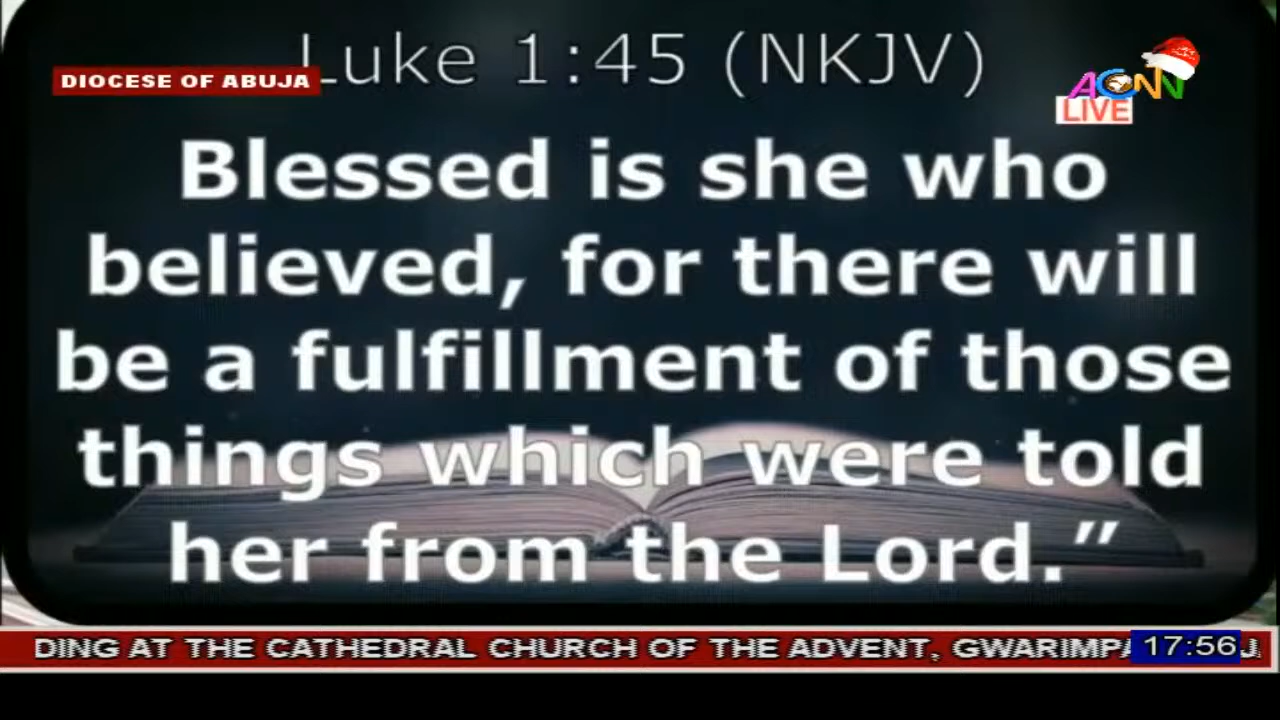 Luke 1:45 (NKJV)
DIOCESE OF ABUJA
ACNN
LIVE
Blessed is she who
believed, for there will
be a fulfillment of those
things which were told
her from the Lord.”
DING AT THE CATHEDRAL CHURCH OF THE ADVENT, GWARIMPA
17:56